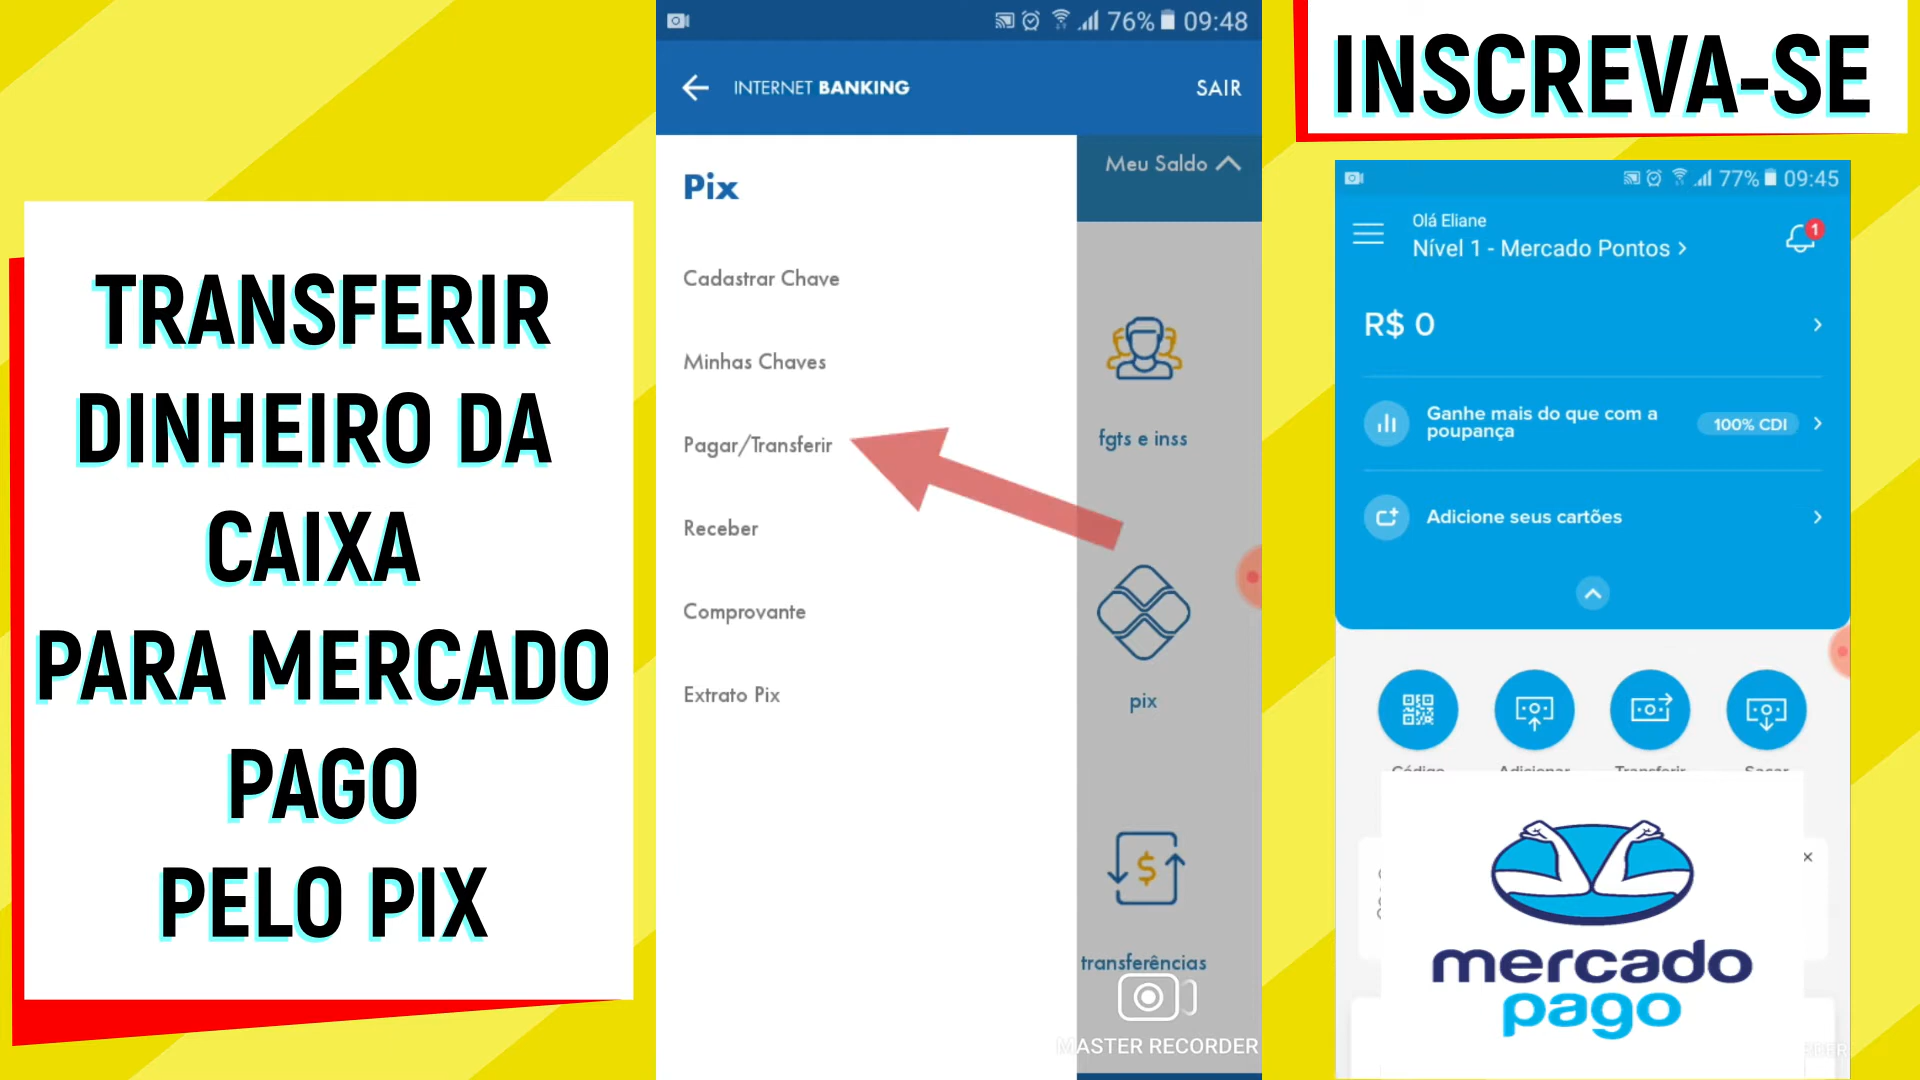 TRANSFERIR
DINHEIRO DA
CAIXA
PARA MERCADO
PAGO
PELO PIX
76% 09:48
INTERNET BANKING
SAIR
Meu Saldo
Pix
Cadastrar Chave
Minhas Chaves
Pagar/Transferir
Receber
Comprovante
Extrato Pix
fgts e inss
pix
$
transferências
MASTER RECORDER
INSCREVA-SE
77% 09:45
Olá Eliane
Nível 1 - Mercado Pontos >
1
R$ 0
Ganhe mais do que com a
poupança
100% CDI
Adicione seus cartões
Código
Adicionar
Transferir
Sacar
mercado
pago